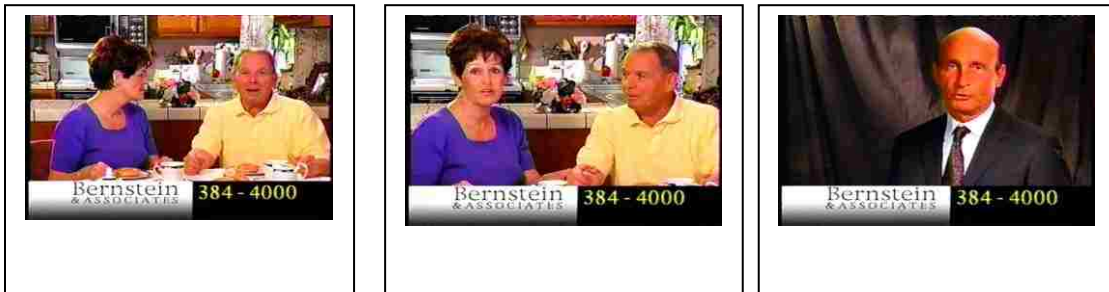 Bernstein
& ASSOCIATES
384 - 4000
Bernstein
& ASSOCIATES
384 - 4000
Bernstein
& ASSOCIATES
384 - 4000